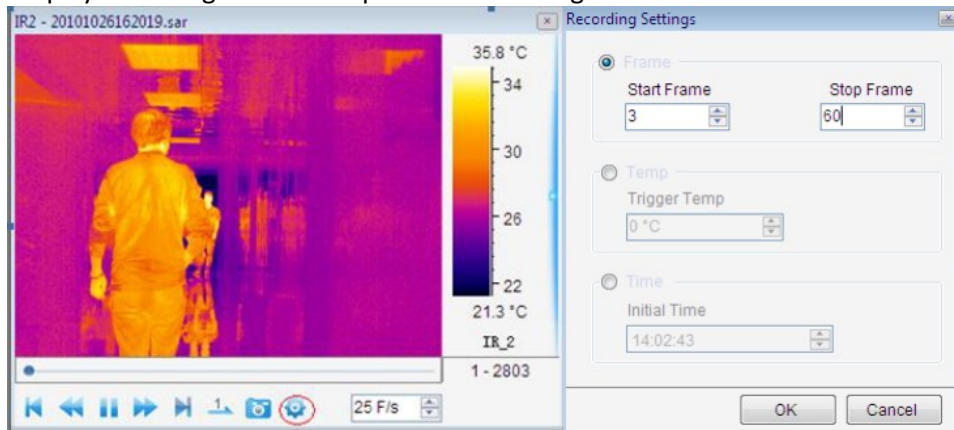 IR2 - 20101026162019.sar
35.8 °C
34
30
26
22
21.3 °C
IR_2
1 - 2803
1
25 F/s
Recording Settings
Frame
Start Frame
Stop Frame
3
60
Temp
Trigger Temp
0 °C
Time
Initial Time
14:02:43
OK
Cancel